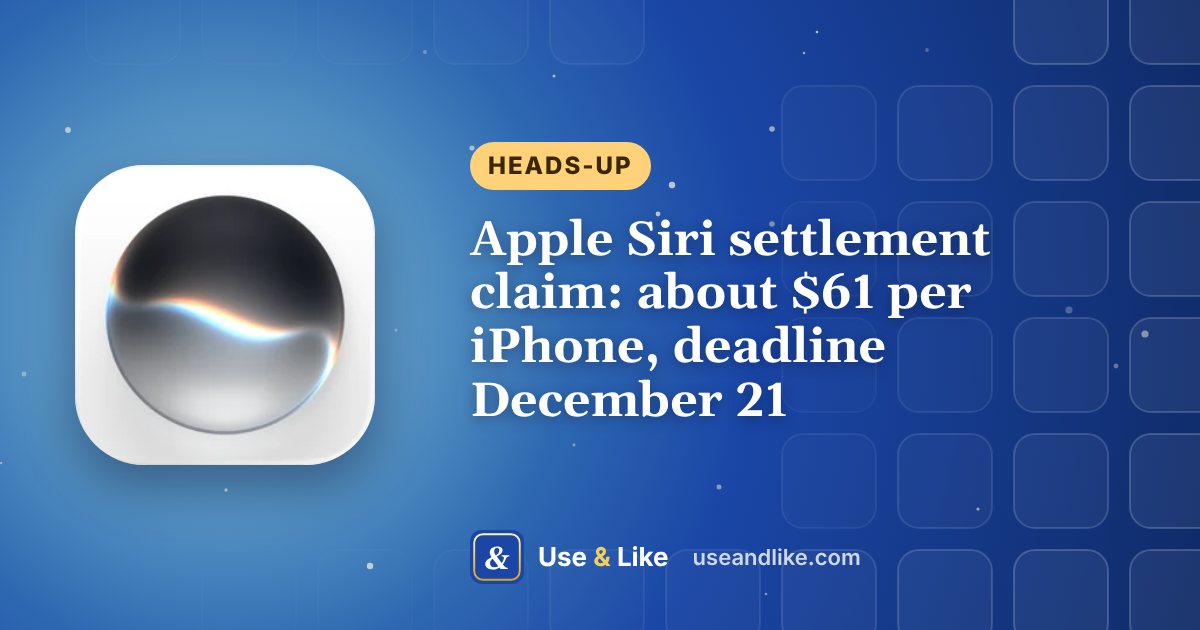 HEADS-UP
Apple Siri settlement
claim: about $61 per
iPhone, deadline
December 21
& Use & Like useandlike.com